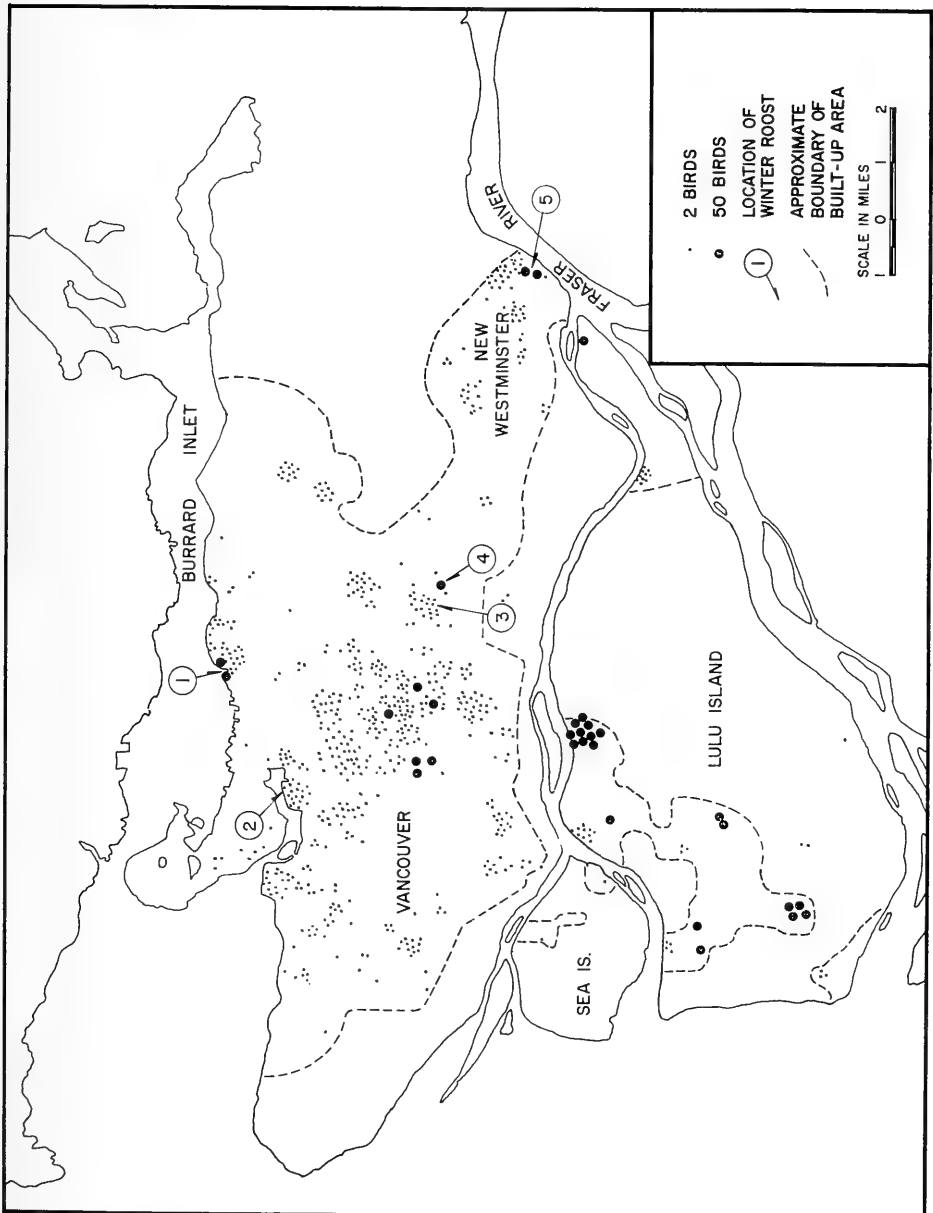 BURRARD INLET
1
2
3
4
5
VANCOUVER
NEW
WESTMINSTER
FRASER RIVER
SEA IS.
LULU ISLAND
2 BIRDS
50 BIRDS
1
LOCATION OF
WINTER ROOST
APPROXIMATE
BOUNDARY OF
BUILT-UP AREA
SCALE IN MILES
1 0 1 2